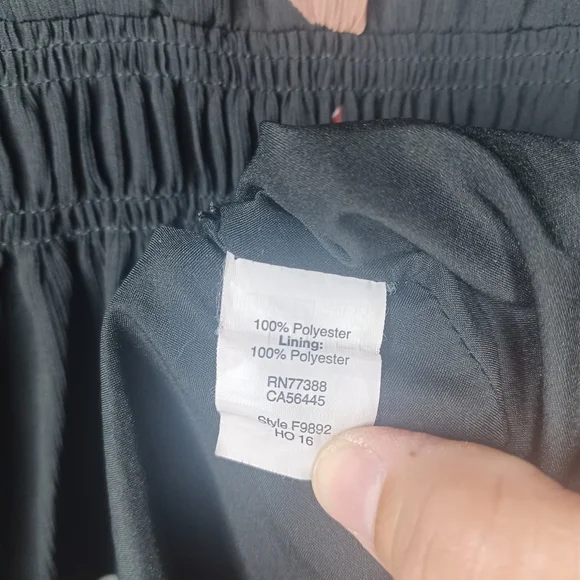 100% Polyester
Lining:
100% Polyester
RN77388
CA56445
Style F9892
HO 16